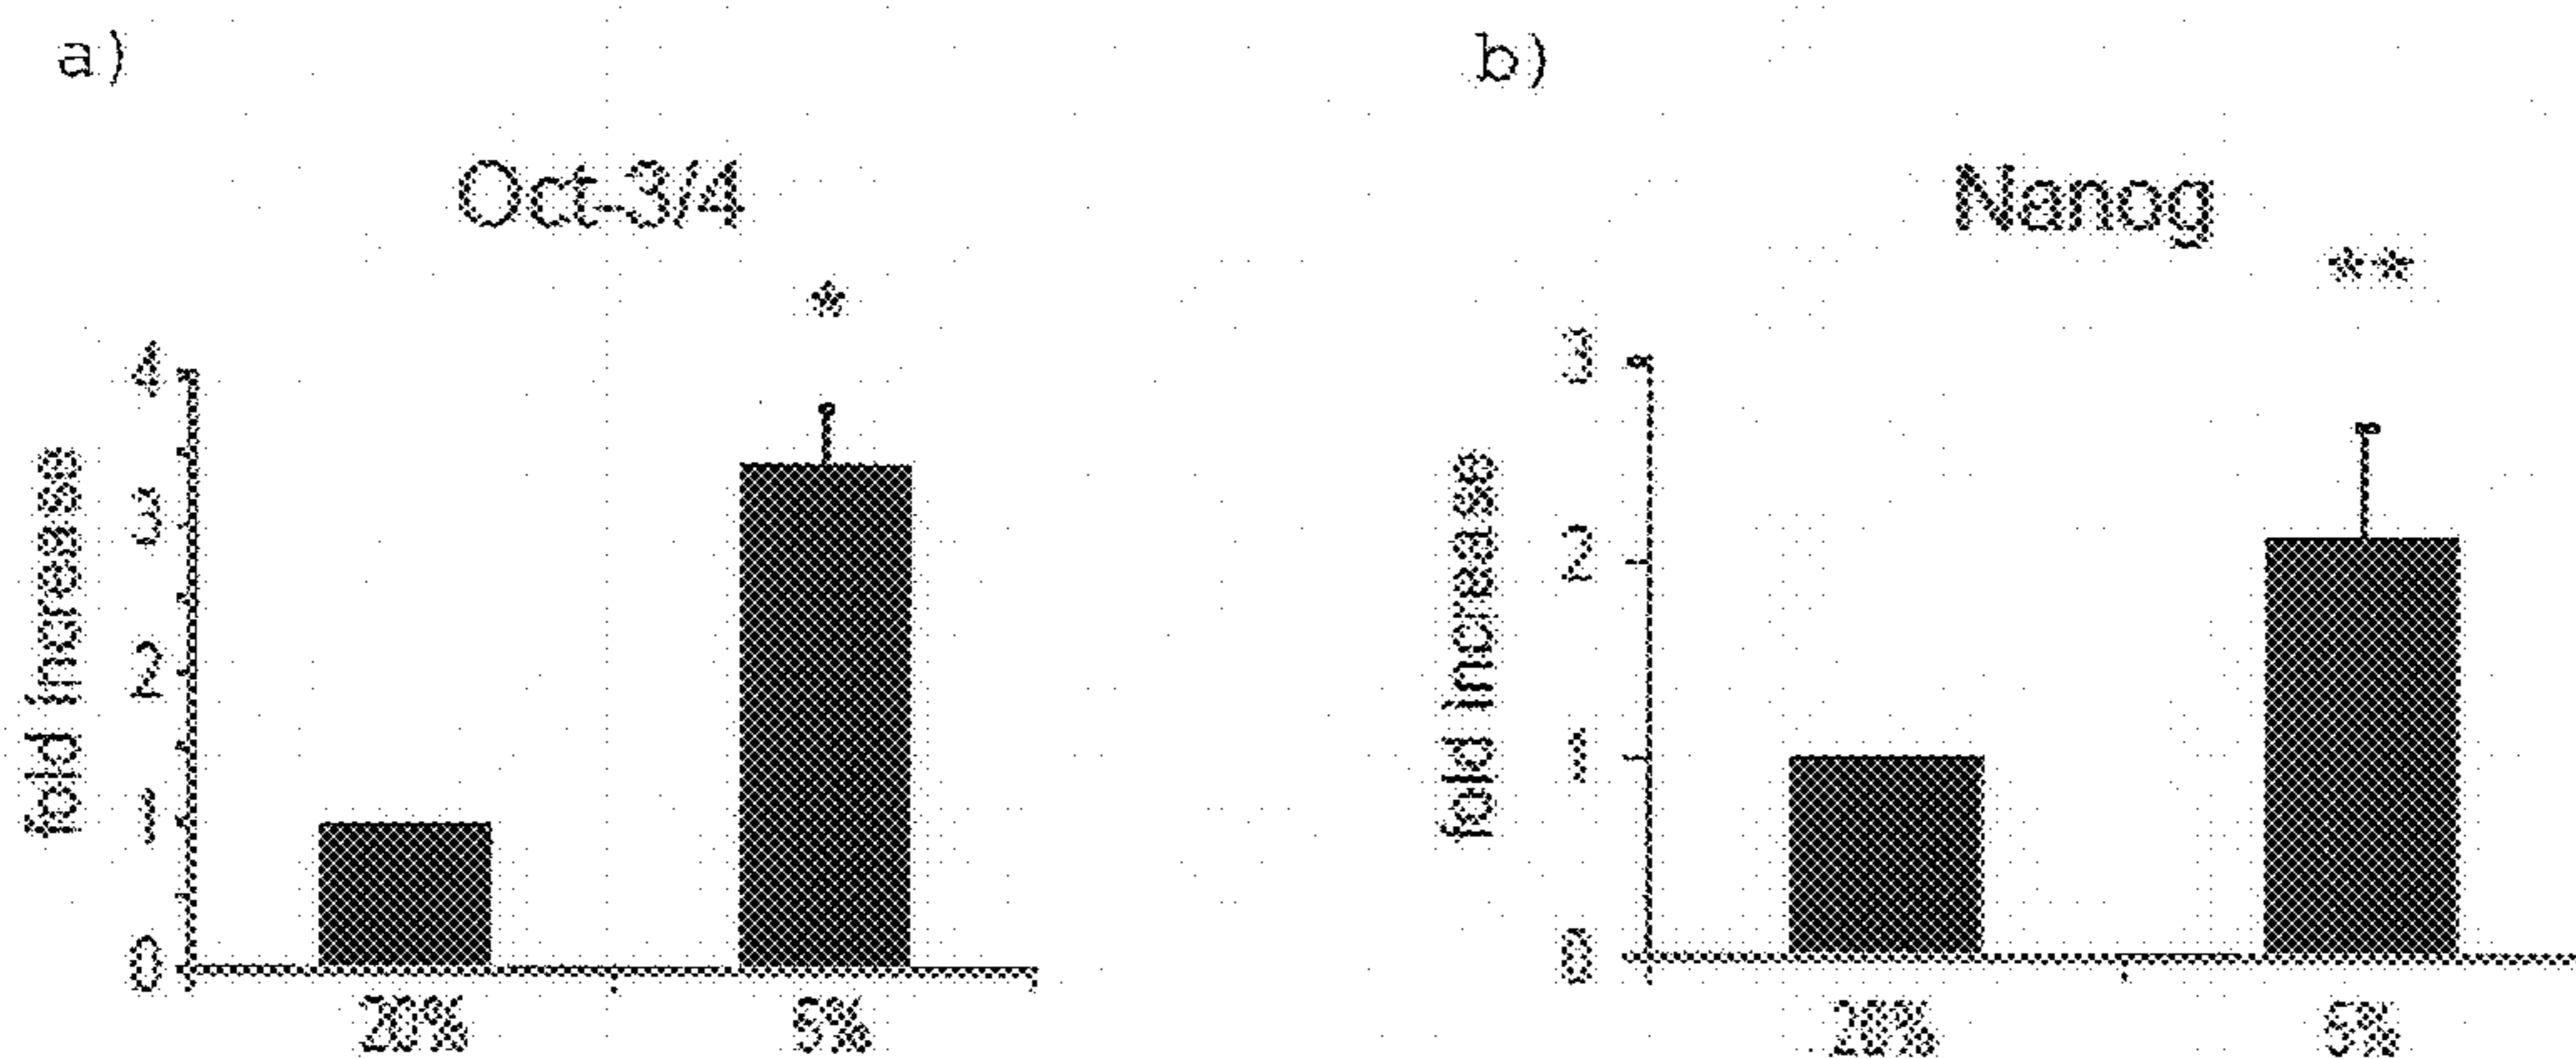 a)
Oct-3/4
*
fold increase
4
3
2
1
0
20%
5%
b)
Nanog
**
fold increase
3
2
1
0
20%
5%